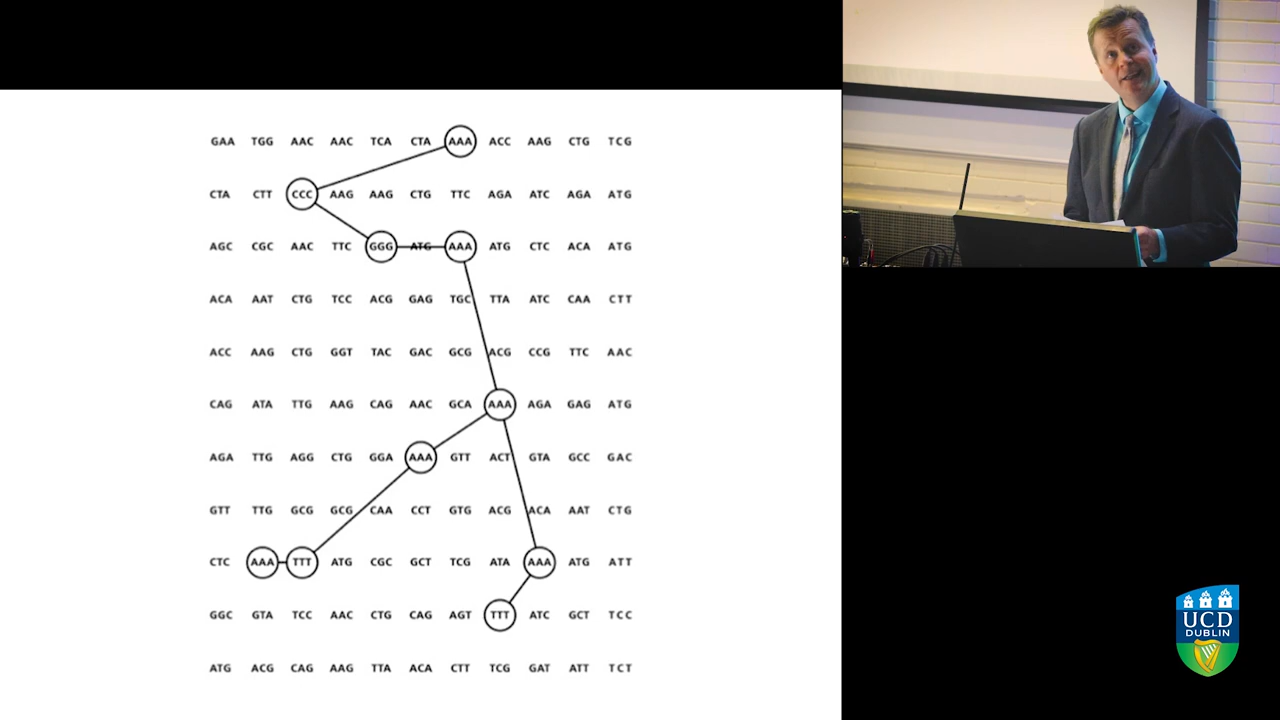 GAA TGG AAC AAC TCA CTA AAA ACC AAG CTG TCG
CTA CTT CCC AAG AAG CTG TTC AGA ATC AGA ATG
AGC CGC AAC TTC GGG ATG AAA ATG CTC ACA ATG
ACA AAT CTG TCC ACG GAG TGC TTA ATC CAA CTT
ACC AAG CTG GGT TAC GAC GCG ACG CCG TTC AAC
CAG ATA TTG AAG CAG AAC GCA AAA AGA GAG ATG
AGA TTG AGG CTG GGA AAA GTT ACT GTA GCC GAC
GTT TTG GCG GCG CAA CCT GTG ACG ACA AAT CTG
CTC AAA TTT ATG CGC GCT TCG ATA AAA ATG ATT
GGC GTA TCC AAC CTG CAG AGT TTT ATC GCT TCC
ATG ACG CAG AAG TTA ACA CTT TCG GAT ATT TCT
UCD
DUBLIN